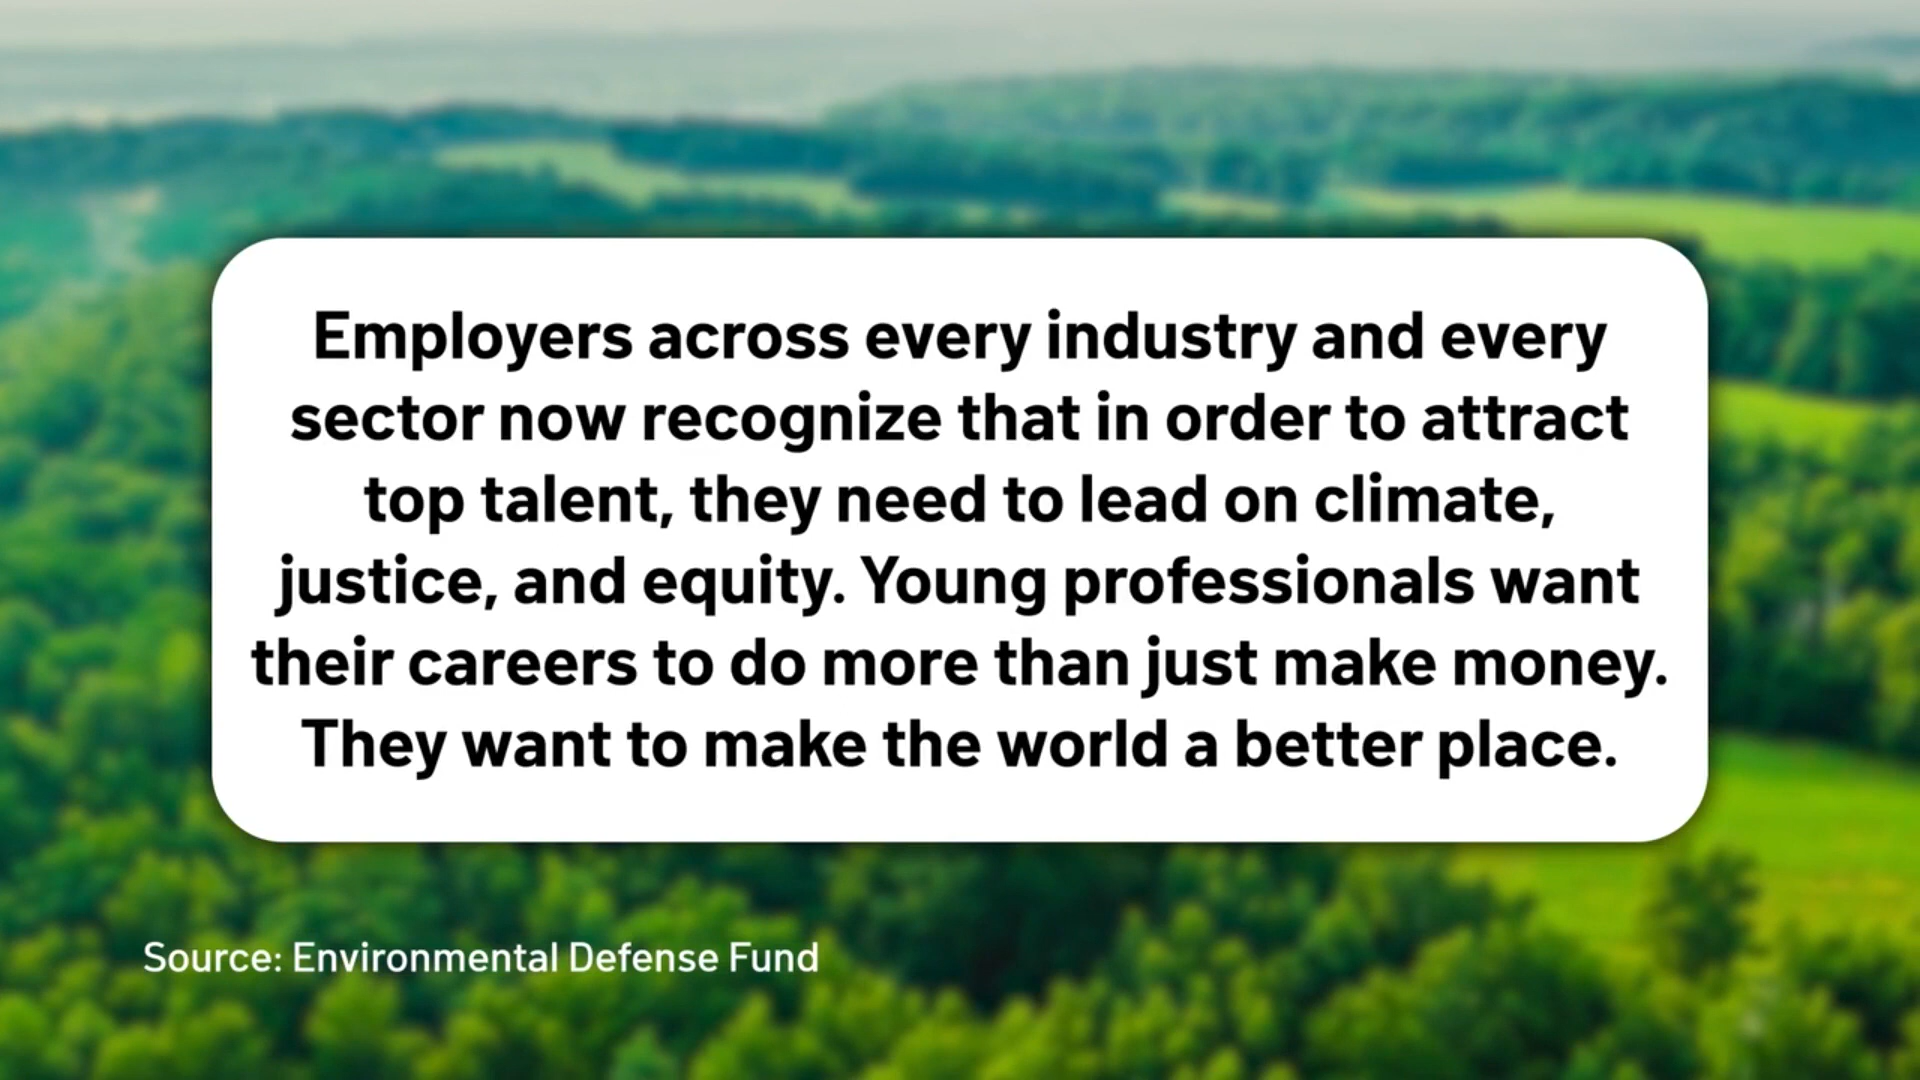 Employers across every industry and every
sector now recognize that in order to attract
top talent, they need to lead on climate,
justice, and equity. Young professionals want
their careers to do more than just make money.
They want to make the world a better place.
Source: Environmental Defense Fund